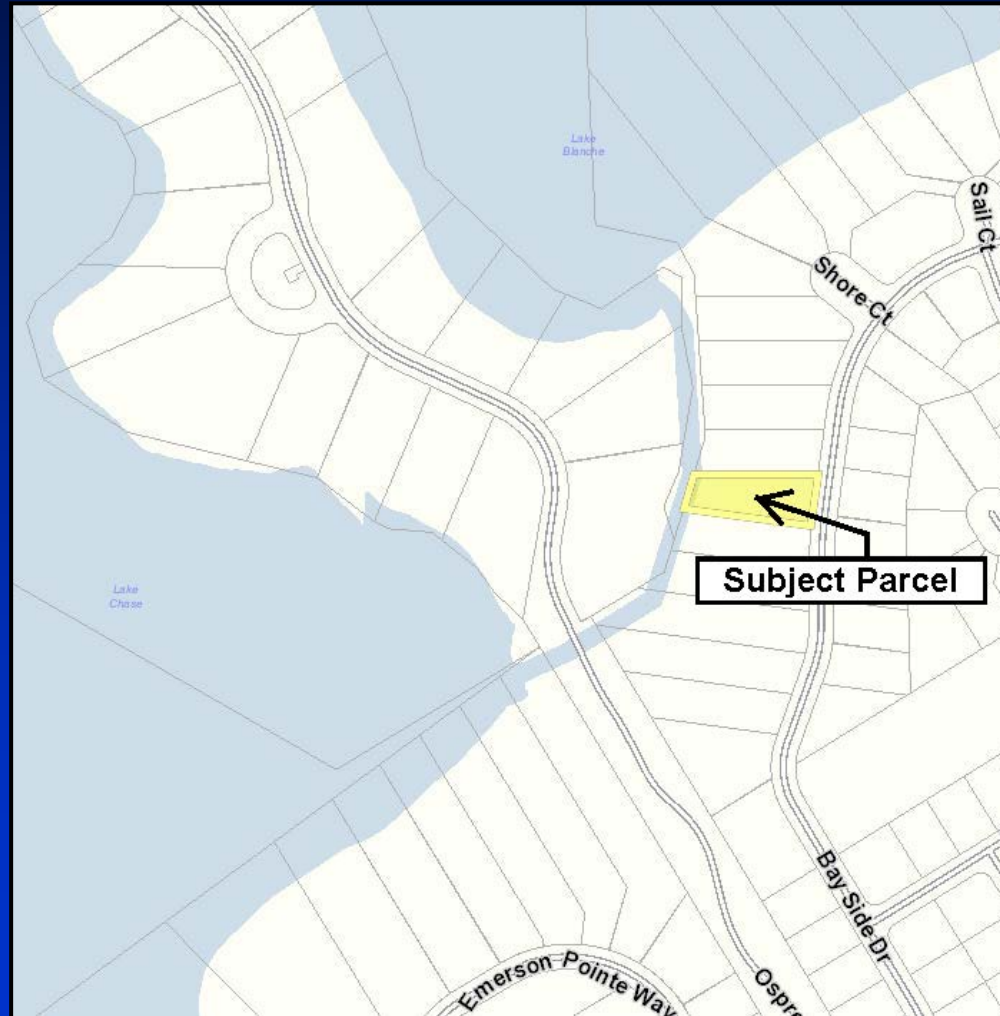 Lake
Blanche
Sail Ct
Shore Ct
Subject Parcel
Lake
Chase
Bay Side Dr
Emerson Pointe Way